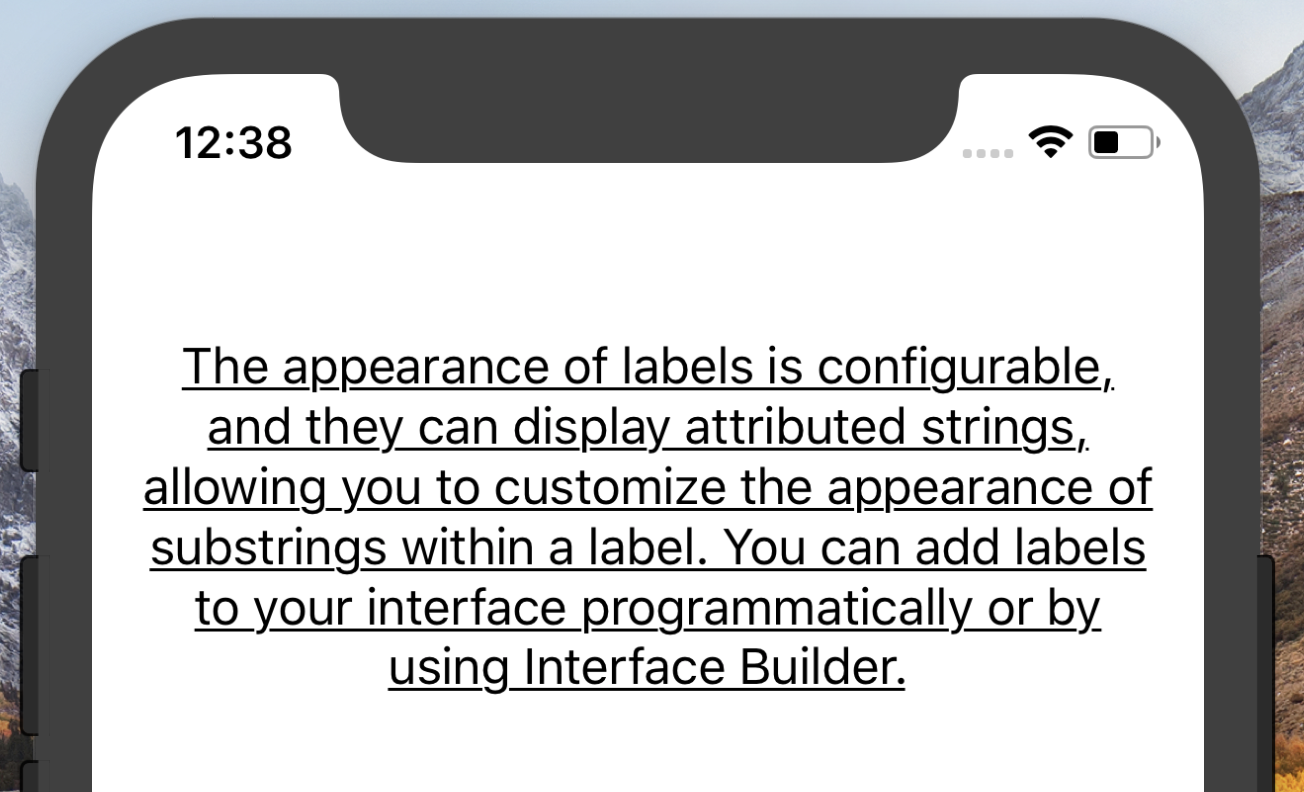 12:38
The appearance of labels is configurable,
and they can display attributed strings,
allowing you to customize the appearance of
substrings within a label. You can add labels
to your interface programmatically or by
using Interface Builder.